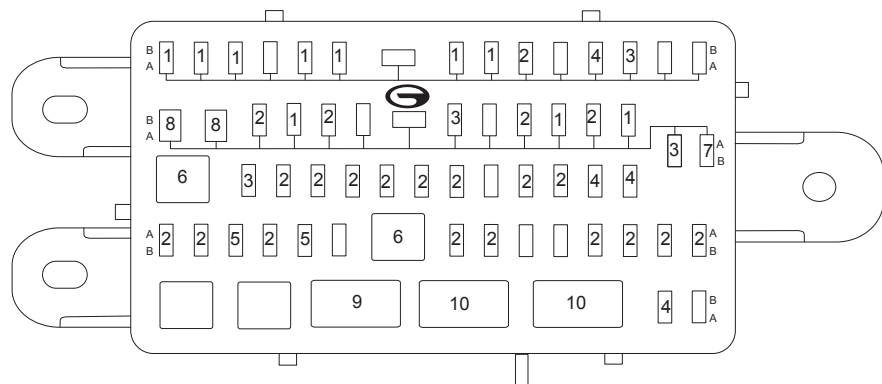 B 1 1 1 1 1 1 1 2 4 3 B
A A
B 8 8 2 1 2 3 2 1 2 1
A 3 7 A
B
6 3 2 2 2 2 2 2 2 2 4 4
A 2 2 5 2 5 6 2 2 2 2 2 2 A
B B
9 10 10 4 B
A